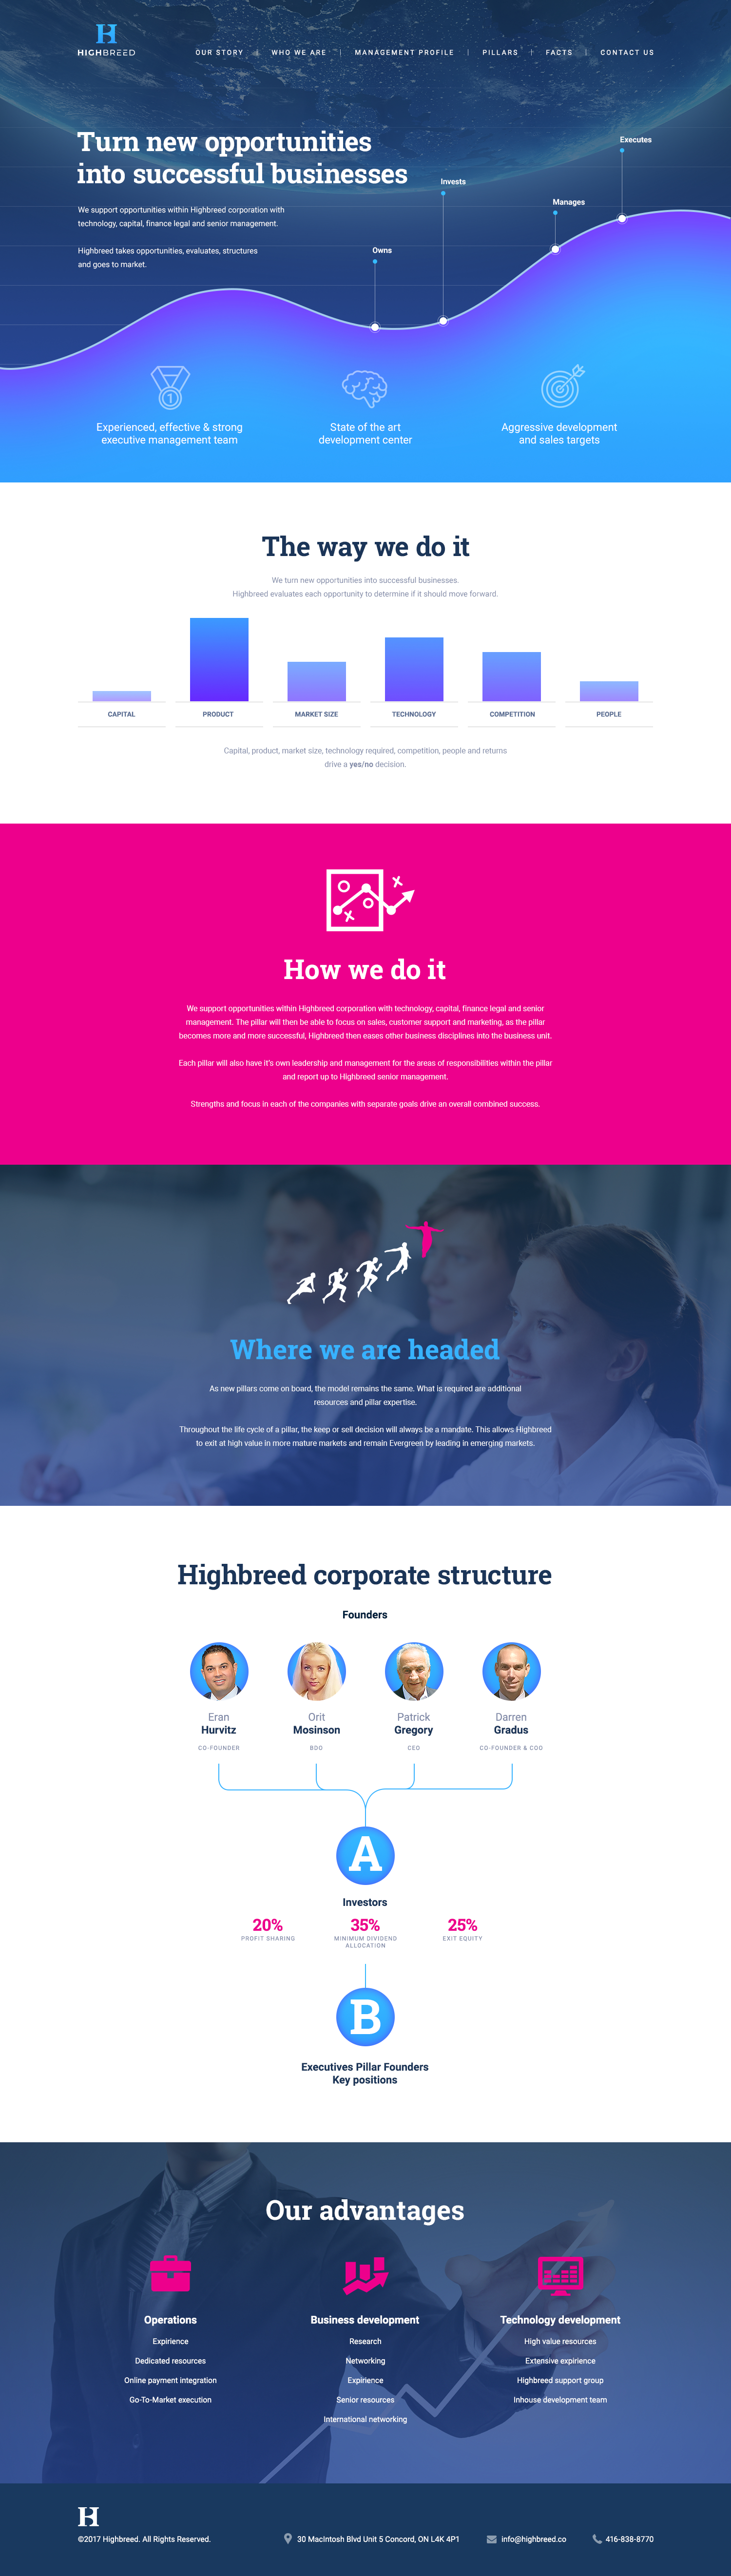 H
HIGHBREED
OUR STORY | WHO WE ARE | MANAGEMENT PROFILE | PILLARS | FACTS | CONTACT US
Turn new opportunities
into successful businesses
We support opportunities within Highbreed corporation with
technology, capital, finance legal and senior management.
Highbreed takes opportunities, evaluates, structures
and goes to market.
Owns
Invests
Manages
Executes
1
Experienced, effective & strong
executive management team
State of the art
development center
Aggressive development
and sales targets
The way we do it
We turn new opportunities into successful businesses.
Highbreed evaluates each opportunity to determine if it should move forward.
CAPITAL PRODUCT MARKET SIZE TECHNOLOGY COMPETITION PEOPLE
Capital, product, market size, technology required, competition, people and returns
drive a yes/no decision.
How we do it
We support opportunities within Highbreed corporation with technology, capital, finance legal and senior
management. The pillar will then be able to focus on sales, customer support and marketing, as the pillar
becomes more and more successful, Highbreed then eases other business disciplines into the business unit.
Each pillar will also have it's own leadership and management for the areas of responsibilities within the pillar
and report up to Highbreed senior management.
Strengths and focus in each of the companies with separate goals drive an overall combined success.
Where we are headed
As new pillars come on board, the model remains the same. What is required are additional
resources and pillar expertise.
Throughout the life cycle of a pillar, the keep or sell decision will always be a mandate. This allows Highbreed
to exit at high value in more mature markets and remain Evergreen by leading in emerging markets.
Highbreed corporate structure
Founders
Eran
Hurvitz
CO-FOUNDER
Orit
Mosinson
BDO
Patrick
Gregory
CEO
Darren
Gradus
CO-FOUNDER & COO
A
Investors
20%
PROFIT SHARING
35%
MINIMUM DIVIDEND
ALLOCATION
25%
EXIT EQUITY
B
Executives Pillar Founders
Key positions
Our advantages
Operations
Expirience
Dedicated resources
Online payment integration
Go-To-Market execution
Business development
Research
Networking
Expirience
Senior resources
International networking
Technology development
High value resources
Extensive expirience
Highbreed support group
Inhouse development team
H
©2017 Highbreed. All Rights Reserved.
30 MacIntosh Blvd Unit 5 Concord, ON L4K 4P1
info@highbreed.co
416-838-8770